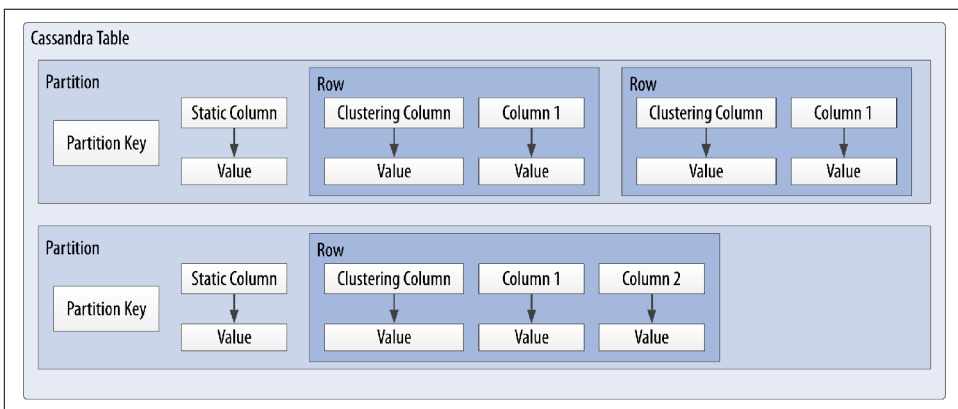 Cassandra Table
Partition
Partition Key
Static Column
Value
Row
Clustering Column
Value
Column 1
Value
Row
Clustering Column
Value
Column 1
Value
Partition
Partition Key
Static Column
Value
Row
Clustering Column
Value
Column 1
Value
Column 2
Value